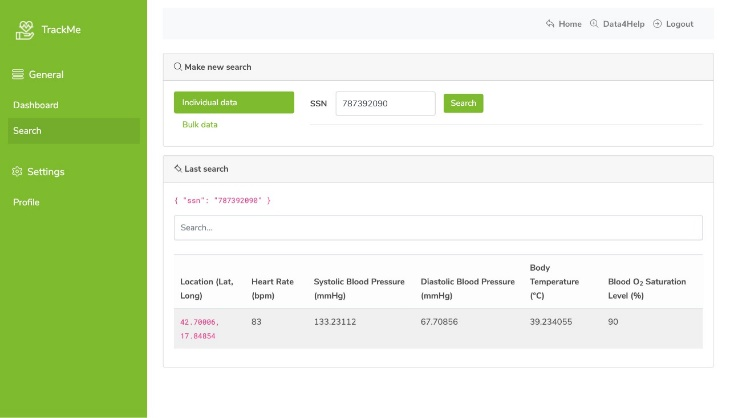 TrackMe
Home Data4Help Logout
General
Dashboard
Search
Settings
Profile
Make new search
Individual data
Bulk data
SSN 787392090 Search
Last search
{ "ssn": "787392090" }
Search...
Location (Lat, Long) Heart Rate (bpm) Systolic Blood Pressure (mmHg) Diastolic Blood Pressure (mmHg) Body Temperature (°C) Blood O₂ Saturation Level (%)
42.70006, 17.84854 83 133.23112 67.70856 39.234055 90